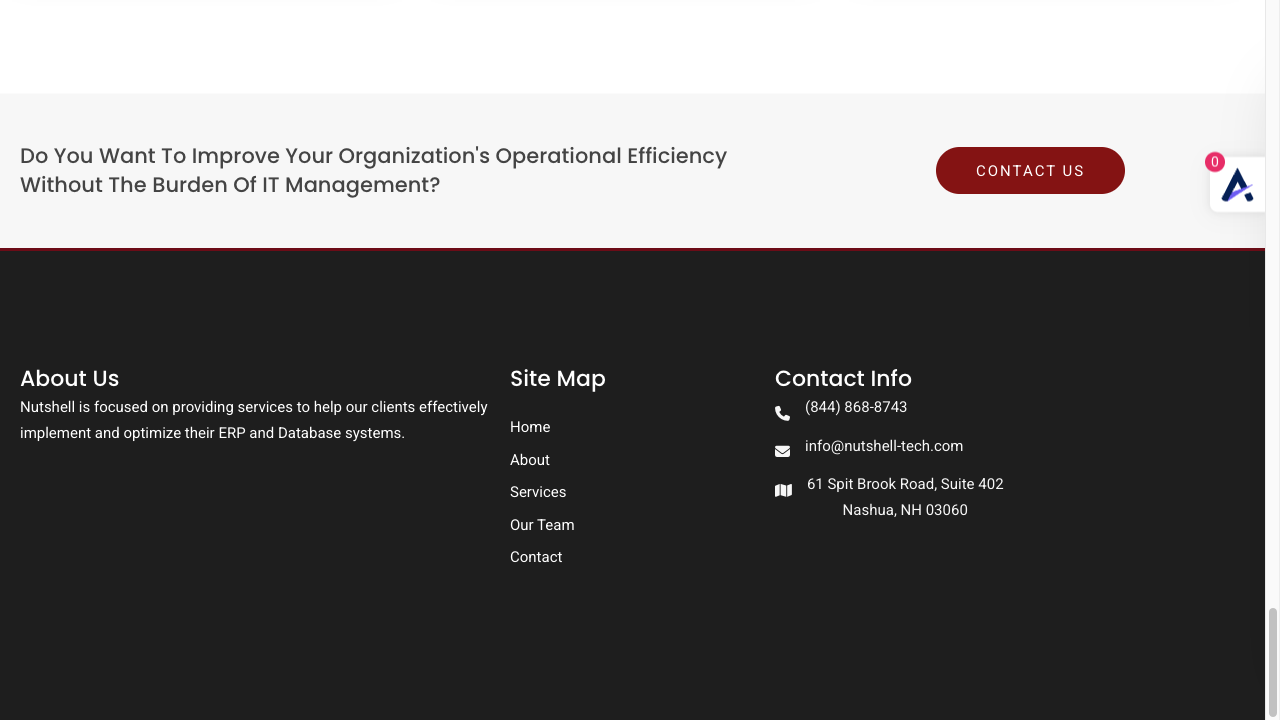 Do You Want To Improve Your Organization's Operational Efficiency
Without The Burden Of IT Management?
CONTACT US
0
About Us
Nutshell is focused on providing services to help our clients effectively
implement and optimize their ERP and Database systems.
Site Map
Home
About
Services
Our Team
Contact
Contact Info
(844) 868-8743
info@nutshell-tech.com
61 Spit Brook Road, Suite 402
Nashua, NH 03060